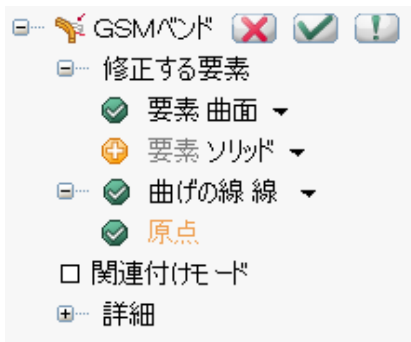 GSMベンド
修正する要素
要素 曲面
要素 ソリッド
曲げの線 線
原点
関連付けモード
詳細